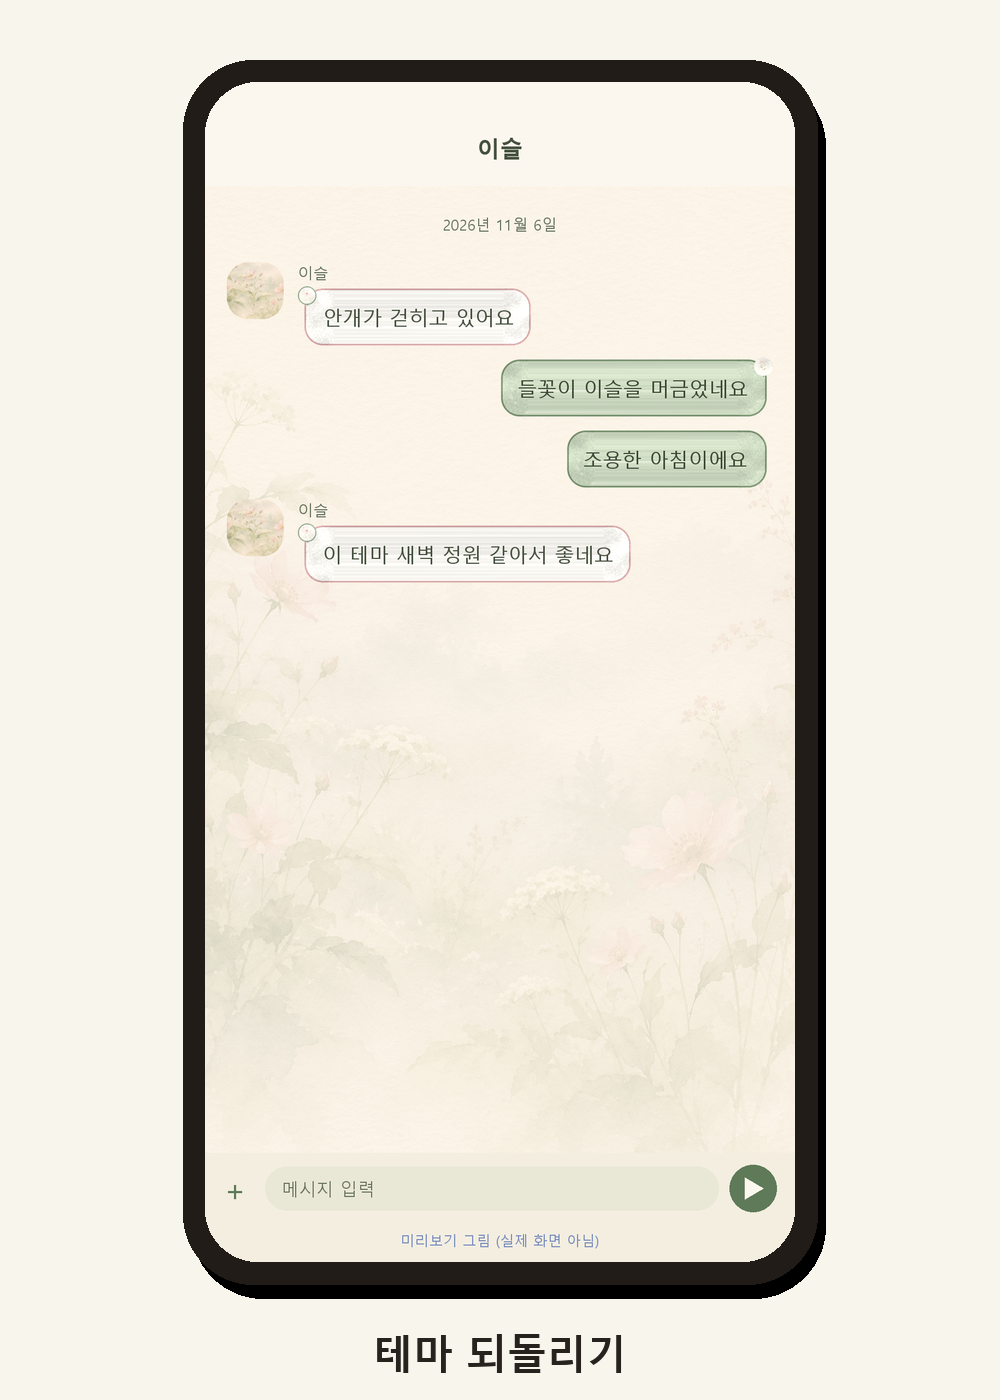 이슬
2026년 11월 6일
이슬
안개가 걷히고 있어요
들꽃이 이슬을 머금었네요
조용한 아침이에요
이슬
이 테마 새벽 정원 같아서 좋네요
+
메시지 입력
미리보기 그림 (실제 화면 아님)
테마 되돌리기